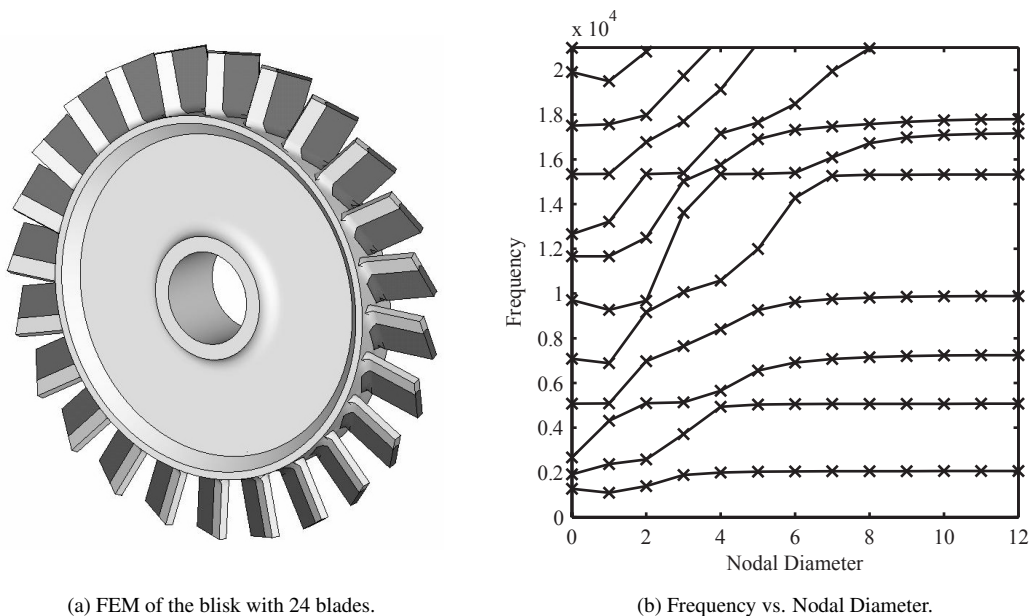 x 10⁴
2
1.8
1.6
1.4
1.2
1
0.8
0.6
0.4
0.2
0
Frequency
0 2 4 6 8 10 12
Nodal Diameter
(a) FEM of the blisk with 24 blades.
(b) Frequency vs. Nodal Diameter.